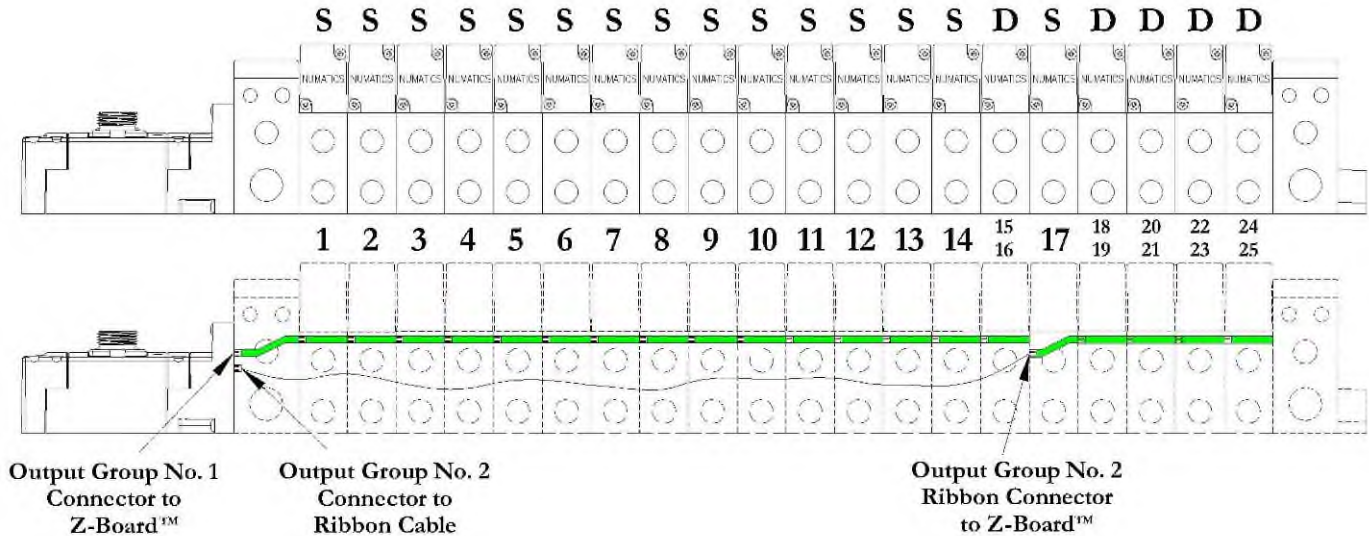 S S S S S S S S S S S S S S D S D D D D
NUMATICS NUMATICS NUMATICS NUMATICS NUMATICS NUMATICS NUMATICS NUMATICS NUMATICS NUMATICS NUMATICS NUMATICS NUMATICS NUMATICS NUMATICS NUMATICS NUMATICS NUMATICS NUMATICS NUMATICS
1 2 3 4 5 6 7 8 9 10 11 12 13 14 15 17 18 20 22 24
16 19 21 23 25
Output Group No. 1
Connector to
Z-Board™
Output Group No. 2
Connector to
Ribbon Cable
Output Group No. 2
Ribbon Connector
to Z-Board™